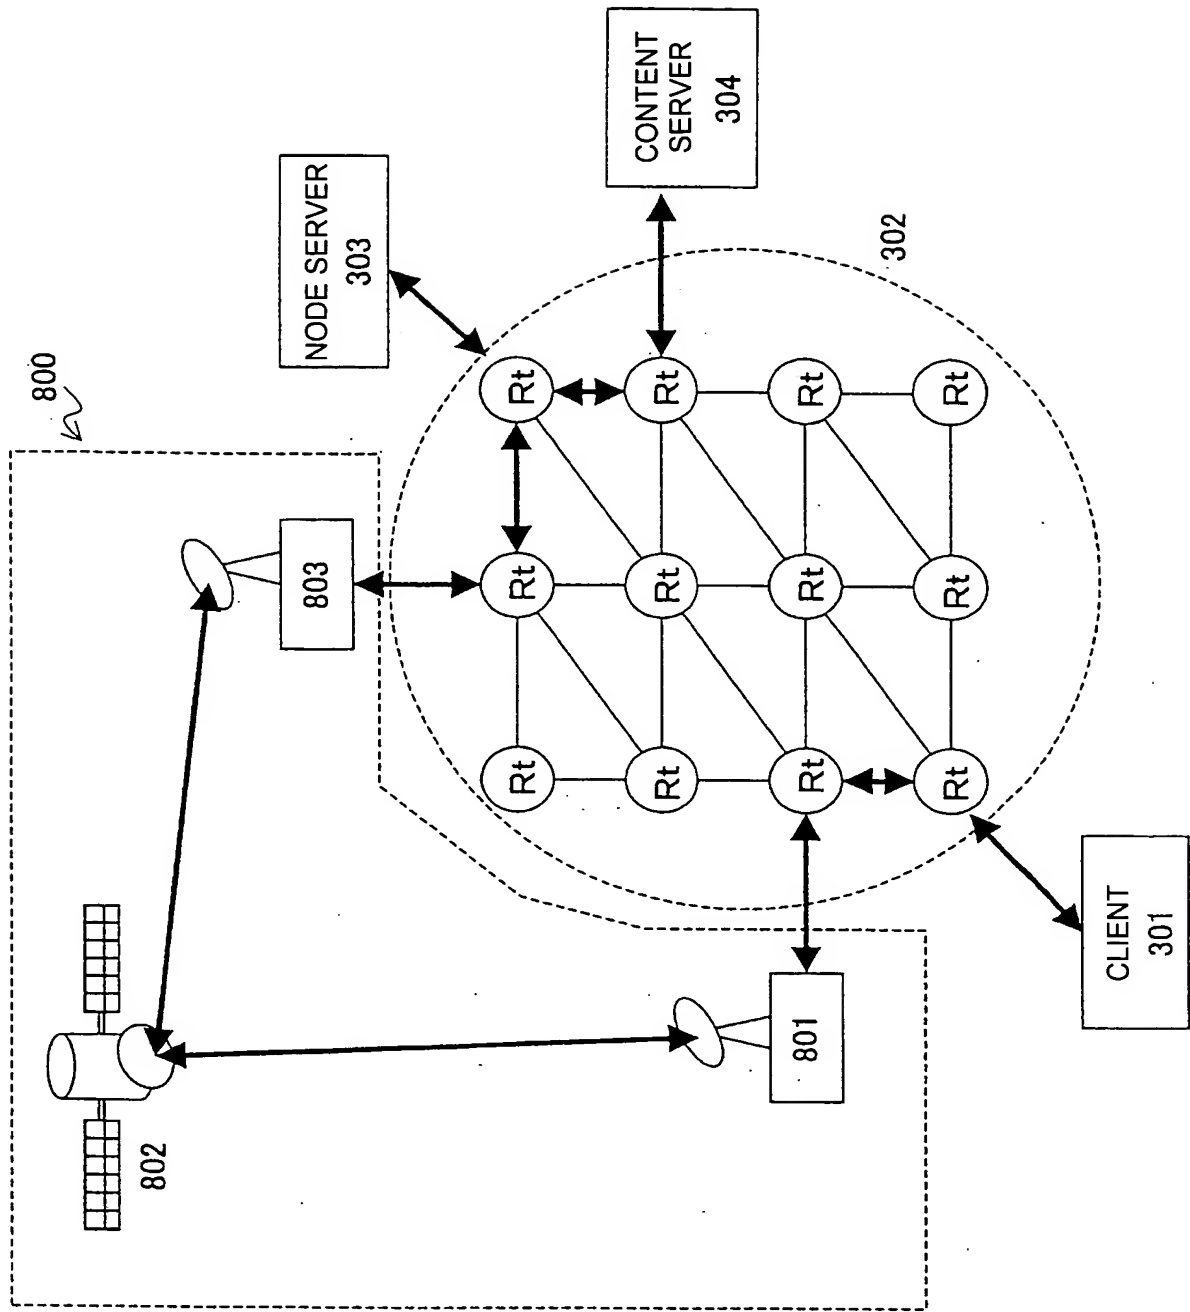 800
802
803
NODE SERVER
303
Rt Rt Rt
CONTENT
SERVER
304
Rt Rt Rt
801
Rt Rt Rt
302
Rt Rt Rt
CLIENT
301